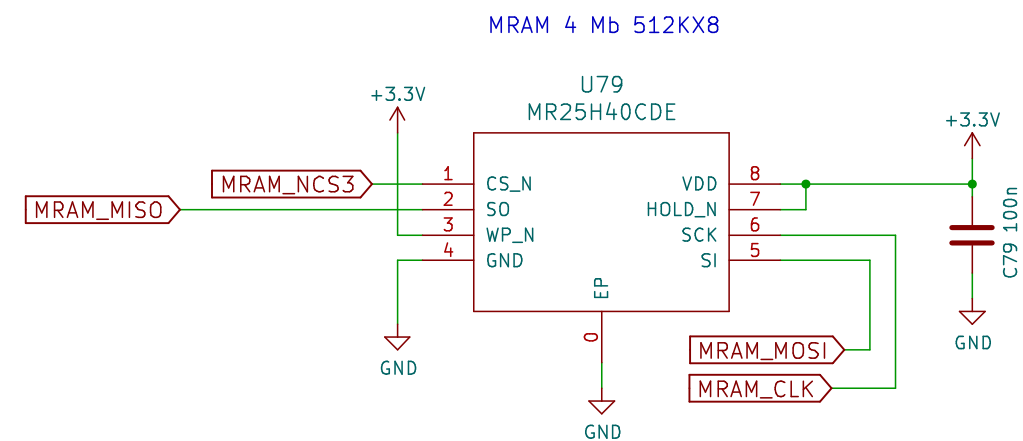 MRAM 4 Mb 512KX8
U79
MR25H40CDE
+3.3V
+3.3V
MRAM_NCS3
MRAM_MISO
1
2
3
4
CS_N
SO
WP_N
GND
VDD
HOLD_N
SCK
SI
8
7
6
5
EP
0
C79 100n
GND
GND
GND
MRAM_MOSI
MRAM_CLK